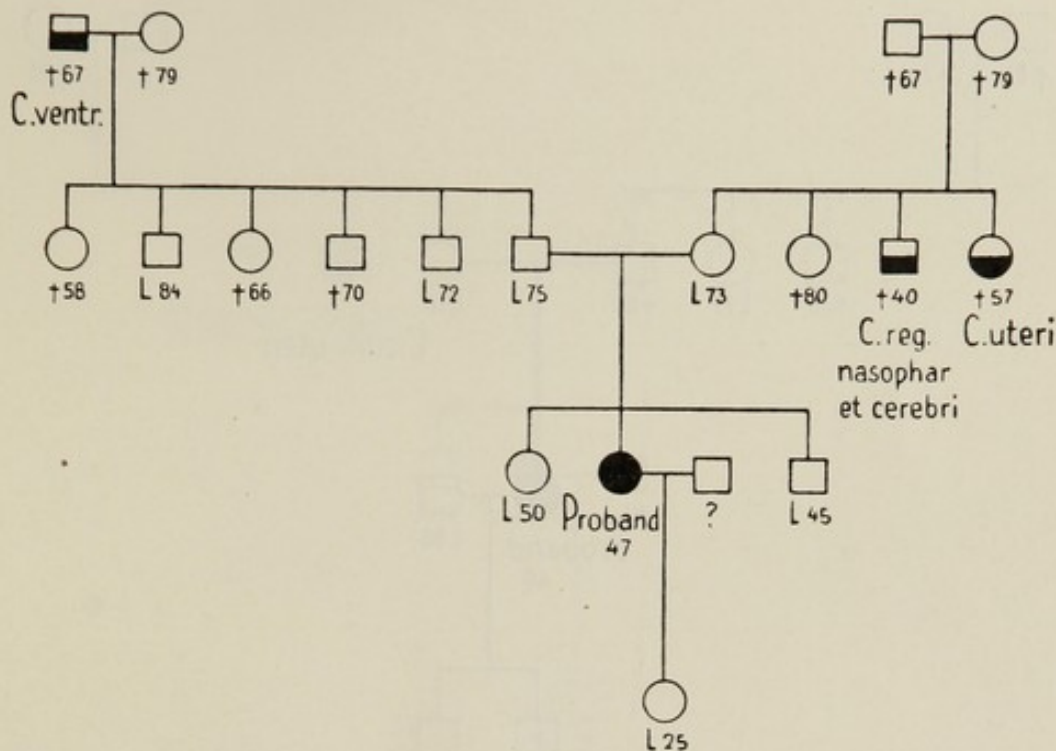 †67 †79 †67 †79
C.ventr.
†58 L 84 †66 †70 L 72 L 75 L 73 †80 †40 †57
C.reg. C.uteri
nasophar
et cerebri
L 50 Proband ? L 45
47
L 25